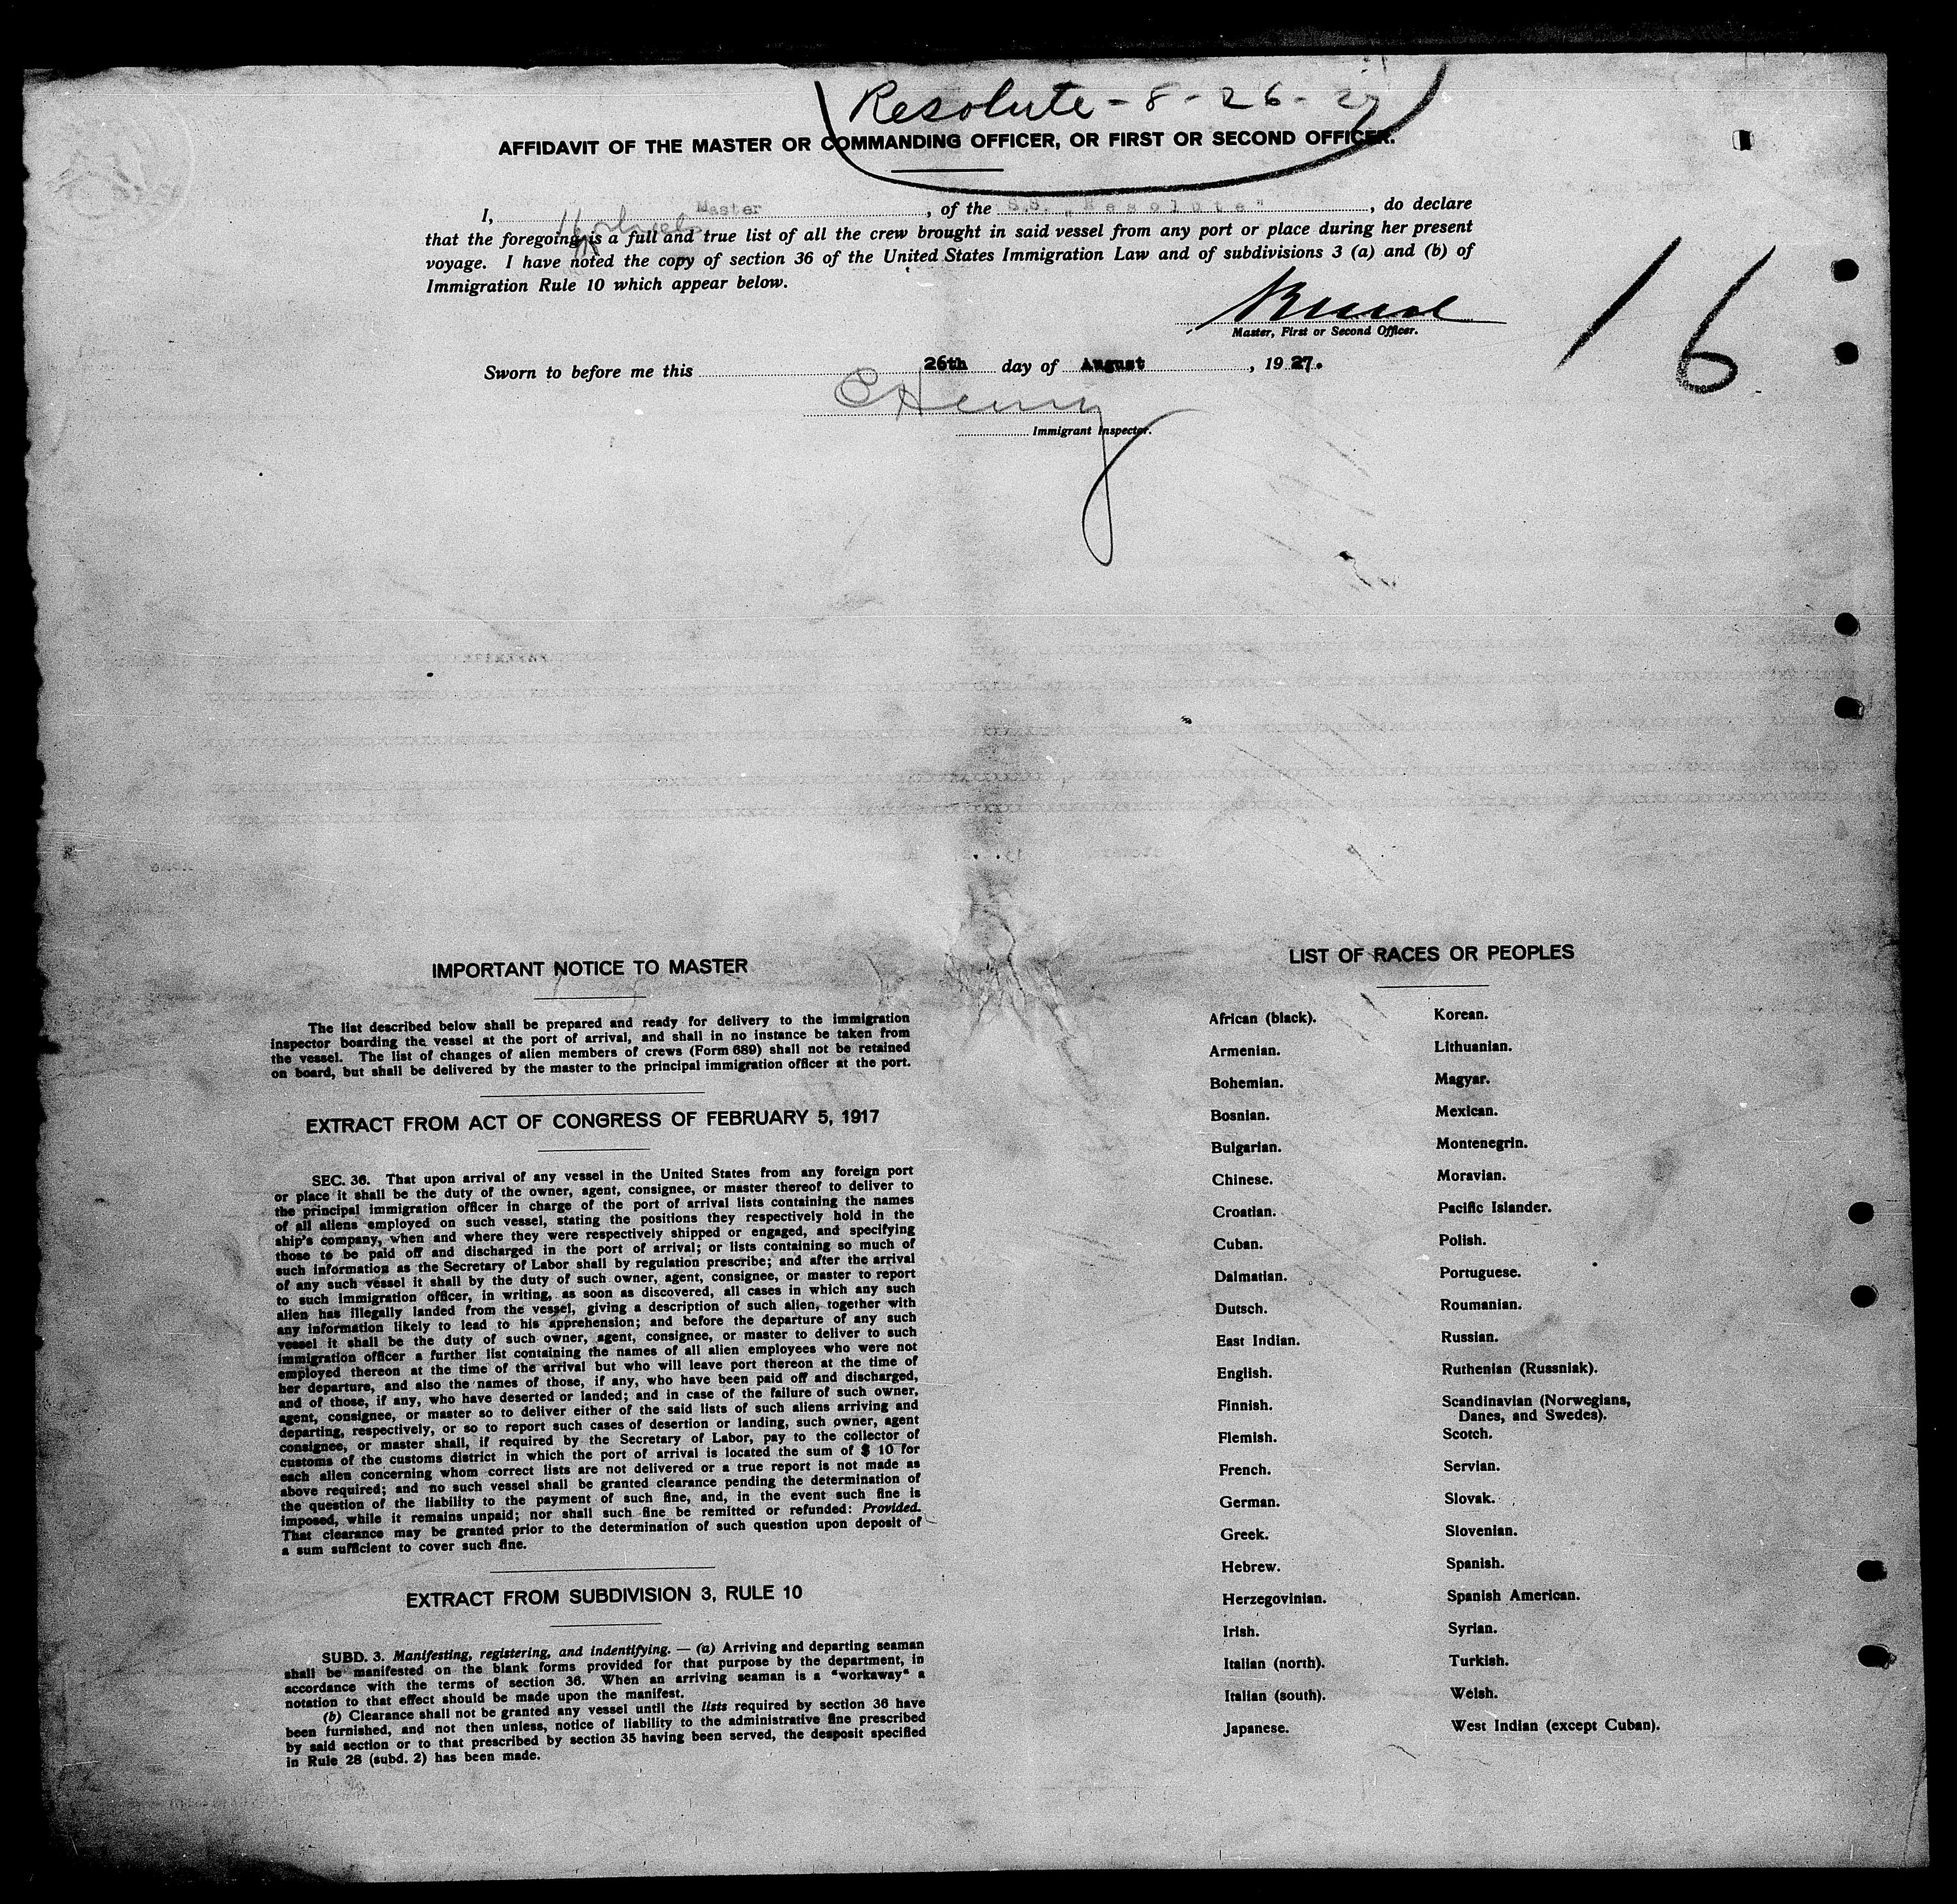 Resolute - 8 - 26 - 27
AFFIDAVIT OF THE MASTER OR COMMANDING OFFICER, OR FIRST OR SECOND OFFICER.
I, Master, of the S.S. „Resolute", do declare
that the foregoing is a full and true list of all the crew brought in said vessel from any port or place during her present
voyage. I have noted the copy of section 36 of the United States Immigration Law and of subdivisions 3 (a) and (b) of
Immigration Rule 10 which appear below.
Master, First or Second Officer.
16
Sworn to before me this 26th day of August, 1927.
CHenry
Immigrant Inspector.
IMPORTANT NOTICE TO MASTER
The list described below shall be prepared and ready for delivery to the immigration
inspector boarding the vessel at the port of arrival, and shall in no instance be taken from
the vessel. The list of changes of alien members of crews (Form 689) shall not be retained
on board, but shall be delivered by the master to the principal immigration officer at the port.
EXTRACT FROM ACT OF CONGRESS OF FEBRUARY 5, 1917
SEC. 36. That upon arrival of any vessel in the United States from any foreign port
or place it shall be the duty of the owner, agent, consignee, or master thereof to deliver to
the principal immigration officer in charge of the port of arrival lists containing the names
of all aliens employed on such vessel, stating the positions they respectively hold in the
ship's company, when and where they were respectively shipped or engaged, and specifying
those to be paid off and discharged in the port of arrival; or lists containing so much of
such information as the Secretary of Labor shall by regulation prescribe; and after the arrival
of any such vessel it shall by the duty of such owner, agent, consignee, or master to report
to such immigration officer, in writing, as soon as discovered, all cases in which any such
alien has illegally landed from the vessel, giving a description of such alien, together with
any information likely to lead to his apprehension; and before the departure of any such
vessel it shall be the duty of such owner, agent, consignee, or master to deliver to such
immigration officer a further list containing the names of all alien employees who were not
employed thereon at the time of the arrival but who will leave port thereon at the time of
her departure, and also the names of those, if any, who have been paid off and discharged,
and of those, if any, who have deserted or landed; and in case of the failure of such owner,
agent, consignee, or master so to deliver either of the said lists of such aliens arriving and
departing, respectively, or so to report such cases of desertion or landing, such owner, agent
consignee, or master shall, if required by the Secretary of Labor, pay to the collector of
customs of the customs district in which the port of arrival is located the sum of $ 10 for
each alien concerning whom correct lists are not delivered or a true report is not made as
above required; and no such vessel shall be granted clearance pending the determination of
the question of the liability to the payment of such fine, and, in the event such fine is
imposed, while it remains unpaid; nor shall such fine be remitted or refunded: Provided.
That clearance may be granted prior to the determination of such question upon deposit of
a sum sufficient to cover such fine.
EXTRACT FROM SUBDIVISION 3, RULE 10
SUBD. 3. Manifesting, registering, and indentifying. — (a) Arriving and departing seaman
shall be manifested on the blank forms provided for that purpose by the department, in
accordance with the terms of section 36. When an arriving seaman is a "workaway" a
notation to that effect should be made upon the manifest.
(b) Clearance shall not be granted any vessel until the lists required by section 36 have
been furnished, and not then unless, notice of liability to the administrative fine prescribed
by said section or to that prescribed by section 35 having been served, the desposit specified
in Rule 28 (subd. 2) has been made.
LIST OF RACES OR PEOPLES
African (black).
Armenian.
Bohemian.
Bosnian.
Bulgarian.
Chinese.
Croatian.
Cuban.
Dalmatian.
Dutsch.
East Indian.
English.
Finnish.
Flemish.
French.
German.
Greek.
Hebrew.
Herzegovinian.
Irish.
Italian (north).
Italian (south).
Japanese.
Korean.
Lithuanian.
Magyar.
Mexican.
Montenegrin.
Moravian.
Pacific Islander.
Polish.
Portuguese.
Roumanian.
Russian.
Ruthenian (Russniak).
Scandinavian (Norwegians,
Danes, and Swedes).
Scotch.
Servian.
Slovak.
Slovenian.
Spanish.
Spanish American.
Syrian.
Turkish.
Welsh.
West Indian (except Cuban).